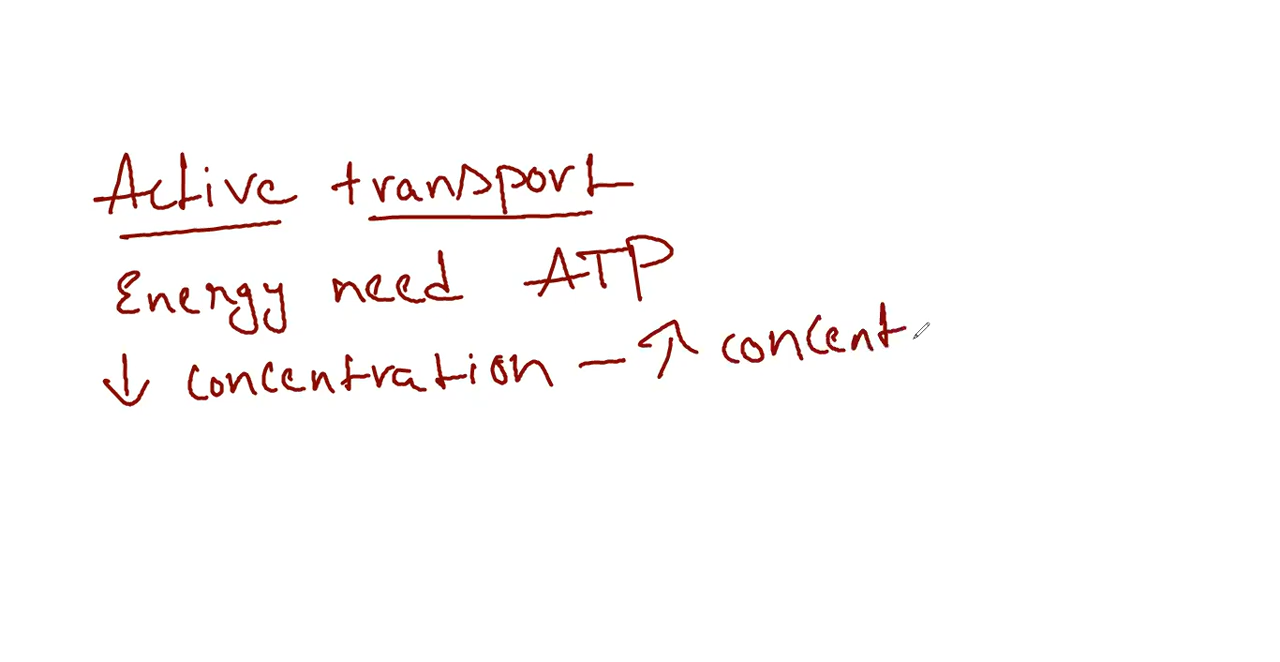 Active transport
Energy need ATP
↓ concentration - ↑ concent